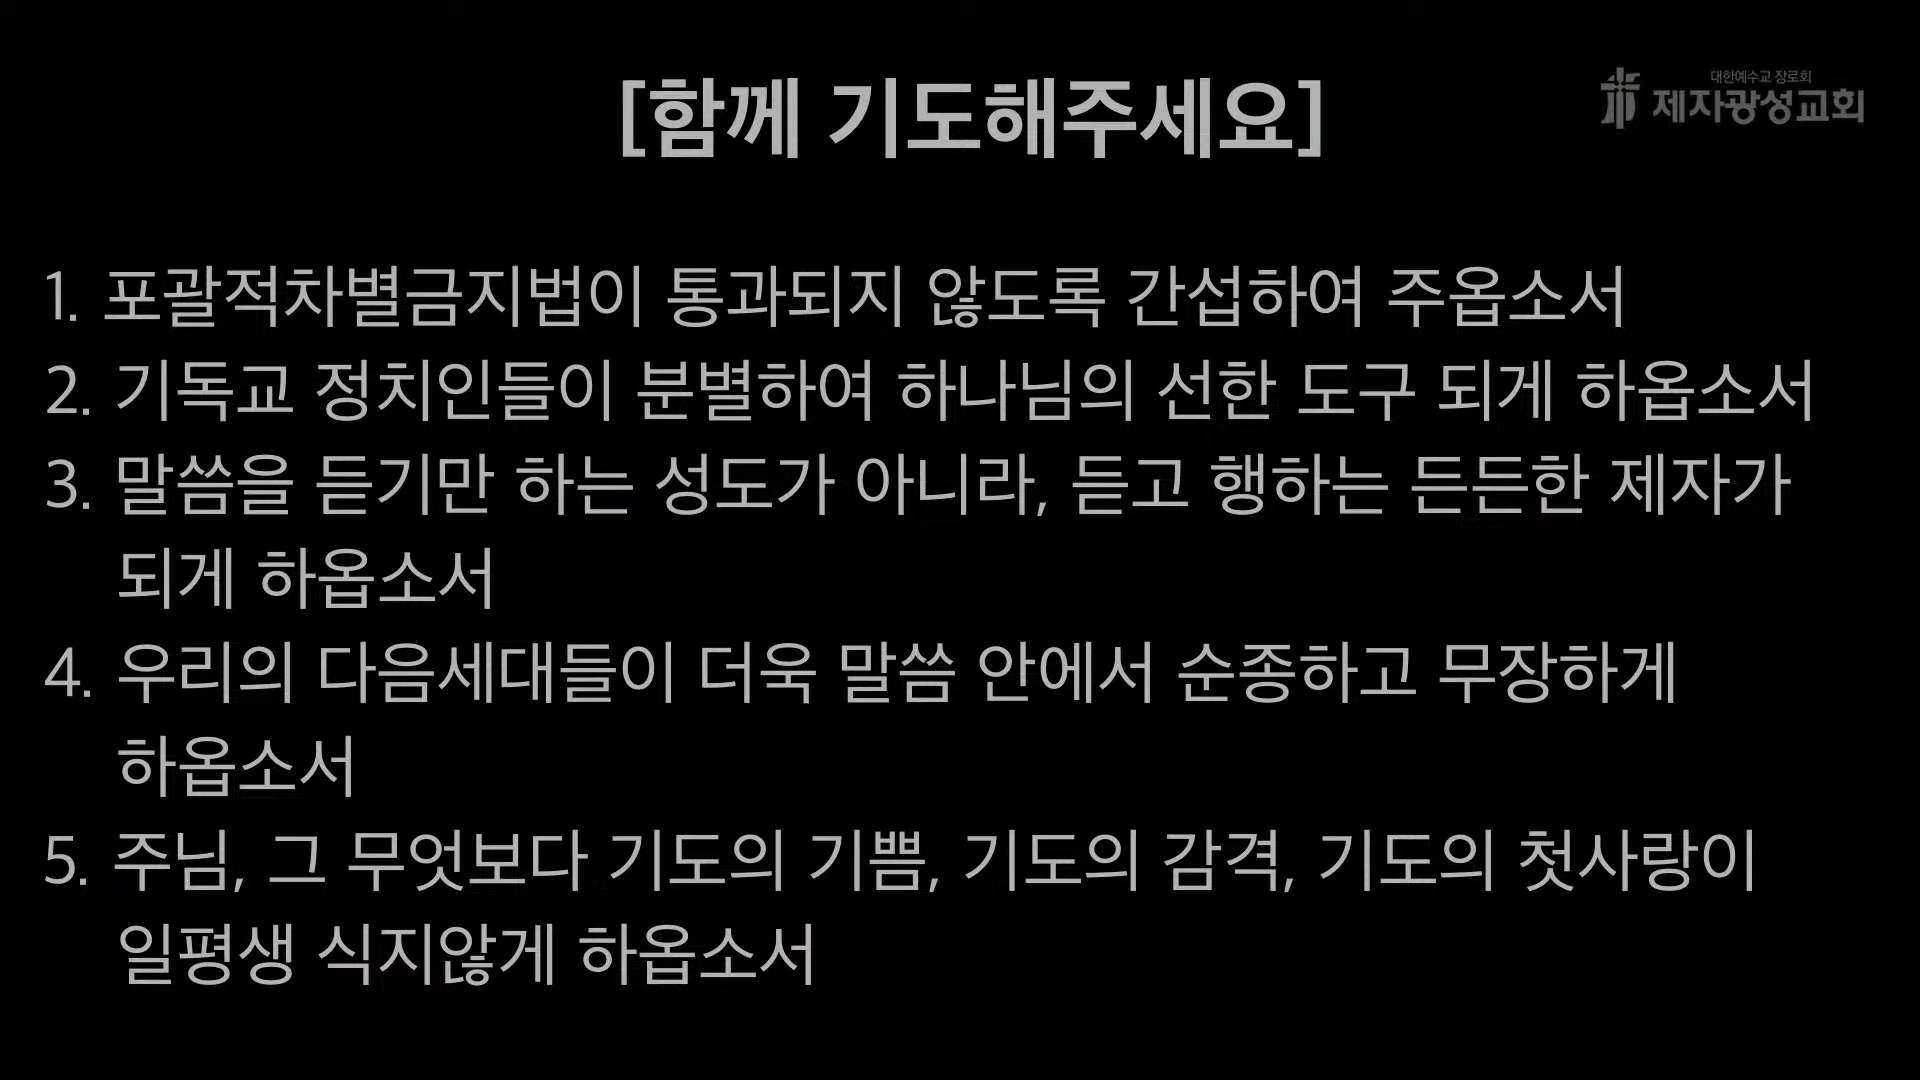 [함께 기도해주세요]
대한예수교 장로회
제자광성교회
1. 포괄적차별금지법이 통과되지 않도록 간섭하여 주옵소서
2. 기독교 정치인들이 분별하여 하나님의 선한 도구 되게 하옵소서
3. 말씀을 듣기만 하는 성도가 아니라, 듣고 행하는 든든한 제자가
되게 하옵소서
4. 우리의 다음세대들이 더욱 말씀 안에서 순종하고 무장하게
하옵소서
5. 주님, 그 무엇보다 기도의 기쁨, 기도의 감격, 기도의 첫사랑이
일평생 식지않게 하옵소서